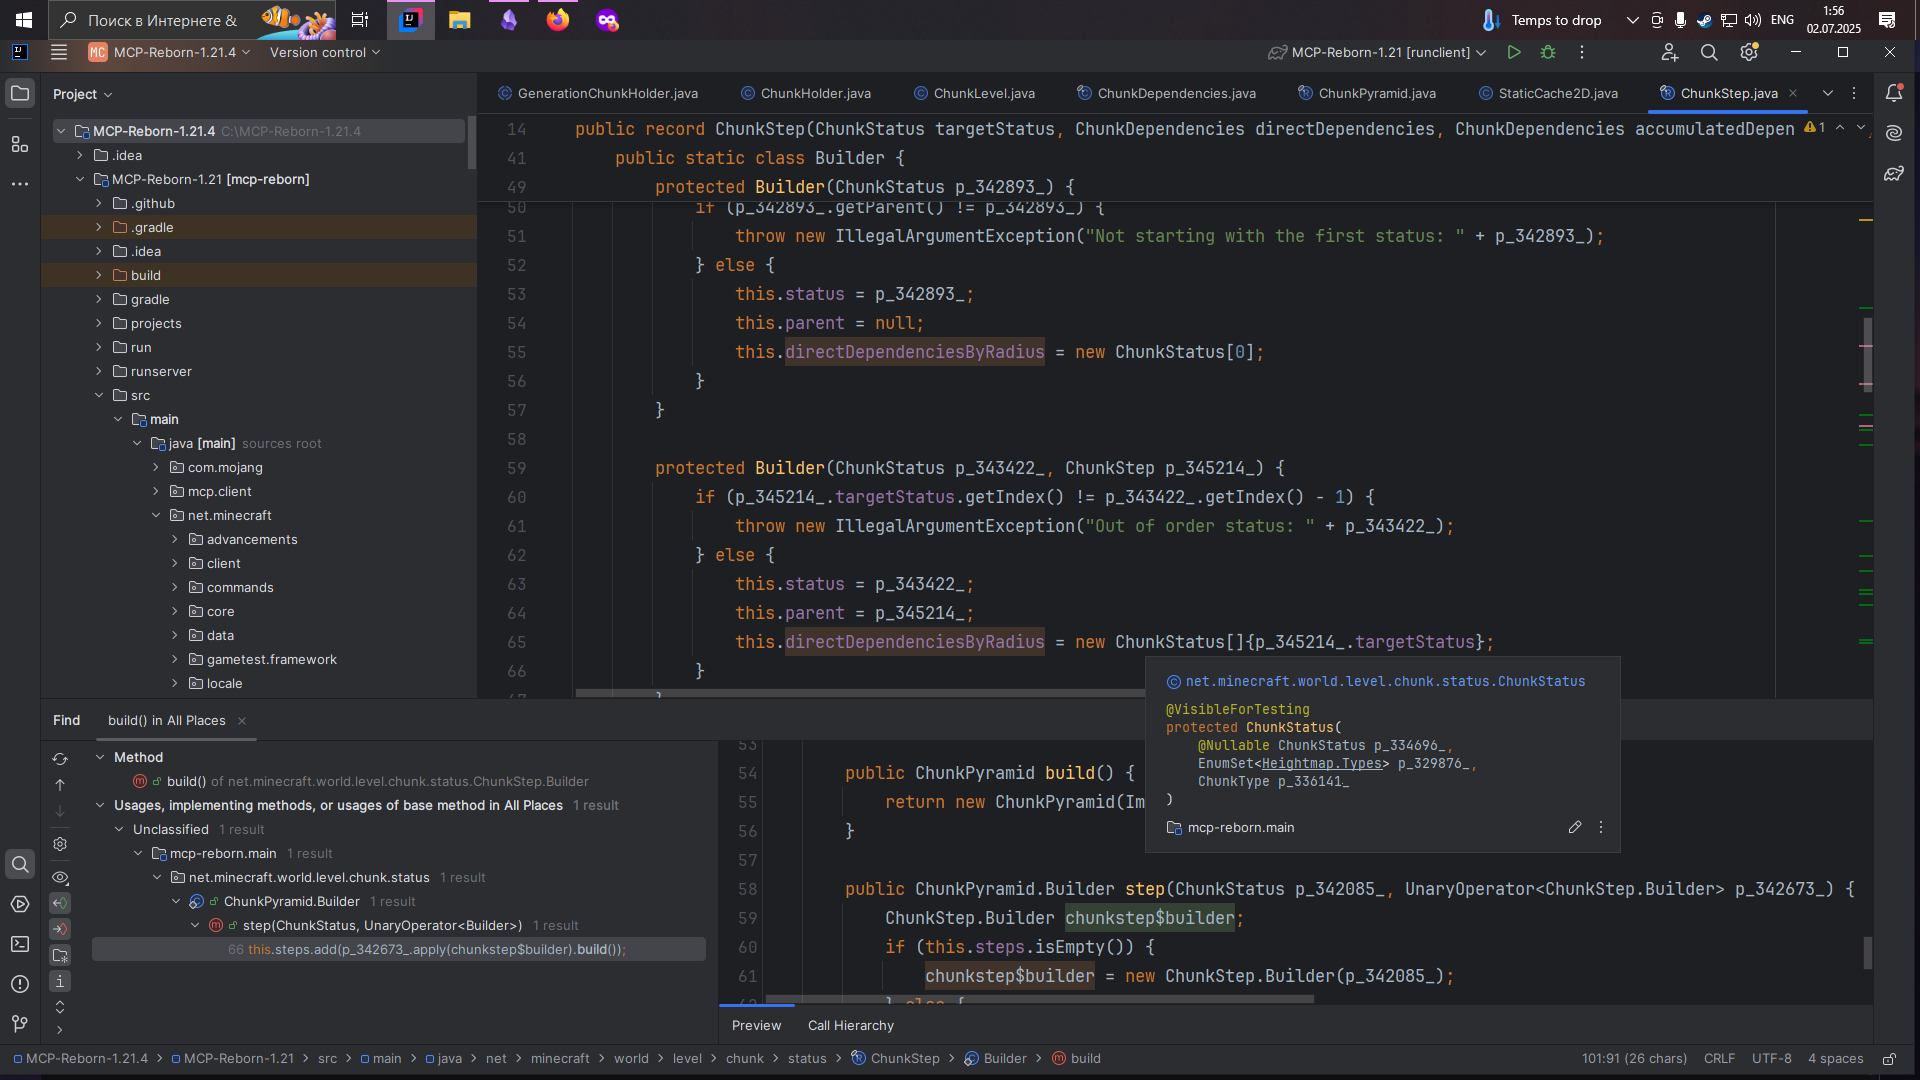 Поиск в Интернете &
Temps to drop
ENG
1:56
02.07.2025
MC
MCP-Reborn-1.21.4
Version control
MCP-Reborn-1.21 [runclient]
Project
GenerationChunkHolder.java
ChunkHolder.java
ChunkLevel.java
ChunkDependencies.java
ChunkPyramid.java
StaticCache2D.java
ChunkStep.java
MCP-Reborn-1.21.4 C:\MCP-Reborn-1.21.4
.idea
MCP-Reborn-1.21 [mcp-reborn]
.github
.gradle
.idea
build
gradle
projects
run
runserver
src
main
java [main] sources root
com.mojang
mcp.client
net.minecraft
advancements
client
commands
core
data
gametest.framework
locale
14 public record ChunkStep(ChunkStatus targetStatus, ChunkDependencies directDependencies, ChunkDependencies accumulatedDepen
1
41 public static class Builder {
49 protected Builder(ChunkStatus p_342893_) {
50 if (p_342893_.getParent() != p_342893_) {
51 throw new IllegalArgumentException("Not starting with the first status: " + p_342893_);
52 } else {
53 this.status = p_342893_;
54 this.parent = null;
55 this.directDependenciesByRadius = new ChunkStatus[0];
56 }
57 }
58
59 protected Builder(ChunkStatus p_343422_, ChunkStep p_345214_) {
60 if (p_345214_.targetStatus.getIndex() != p_343422_.getIndex() - 1) {
61 throw new IllegalArgumentException("Out of order status: " + p_343422_);
62 } else {
63 this.status = p_343422_;
64 this.parent = p_345214_;
65 this.directDependenciesByRadius = new ChunkStatus[]{p_345214_.targetStatus};
66 }
67 }
net.minecraft.world.level.chunk.status.ChunkStatus
@VisibleForTesting
protected ChunkStatus(
@Nullable ChunkStatus p_334696_,
EnumSet<Heightmap.Types> p_329876_,
ChunkType p_336141_
)
mcp-reborn.main
Find
build() in All Places
Method
build() of net.minecraft.world.level.chunk.status.ChunkStep.Builder
Usages, implementing methods, or usages of base method in All Places 1 result
Unclassified 1 result
mcp-reborn.main 1 result
net.minecraft.world.level.chunk.status 1 result
ChunkPyramid.Builder 1 result
step(ChunkStatus, UnaryOperator<Builder>) 1 result
66 this.steps.add(p_342673_.apply(chunkstep$builder).build());
53
54 public ChunkPyramid build() {
55 return new ChunkPyramid(Im
56 }
57
58 public ChunkPyramid.Builder step(ChunkStatus p_342085_, UnaryOperator<ChunkStep.Builder> p_342673_) {
59 ChunkStep.Builder chunkstep$builder;
60 if (this.steps.isEmpty()) {
61 chunkstep$builder = new ChunkStep.Builder(p_342085_);
62 } else {
Preview
Call Hierarchy
MCP-Reborn-1.21.4 > MCP-Reborn-1.21 > src > main > java > net > minecraft > world > level > chunk > status > ChunkStep > Builder > build
101:91 (26 chars)
CRLF
UTF-8
4 spaces